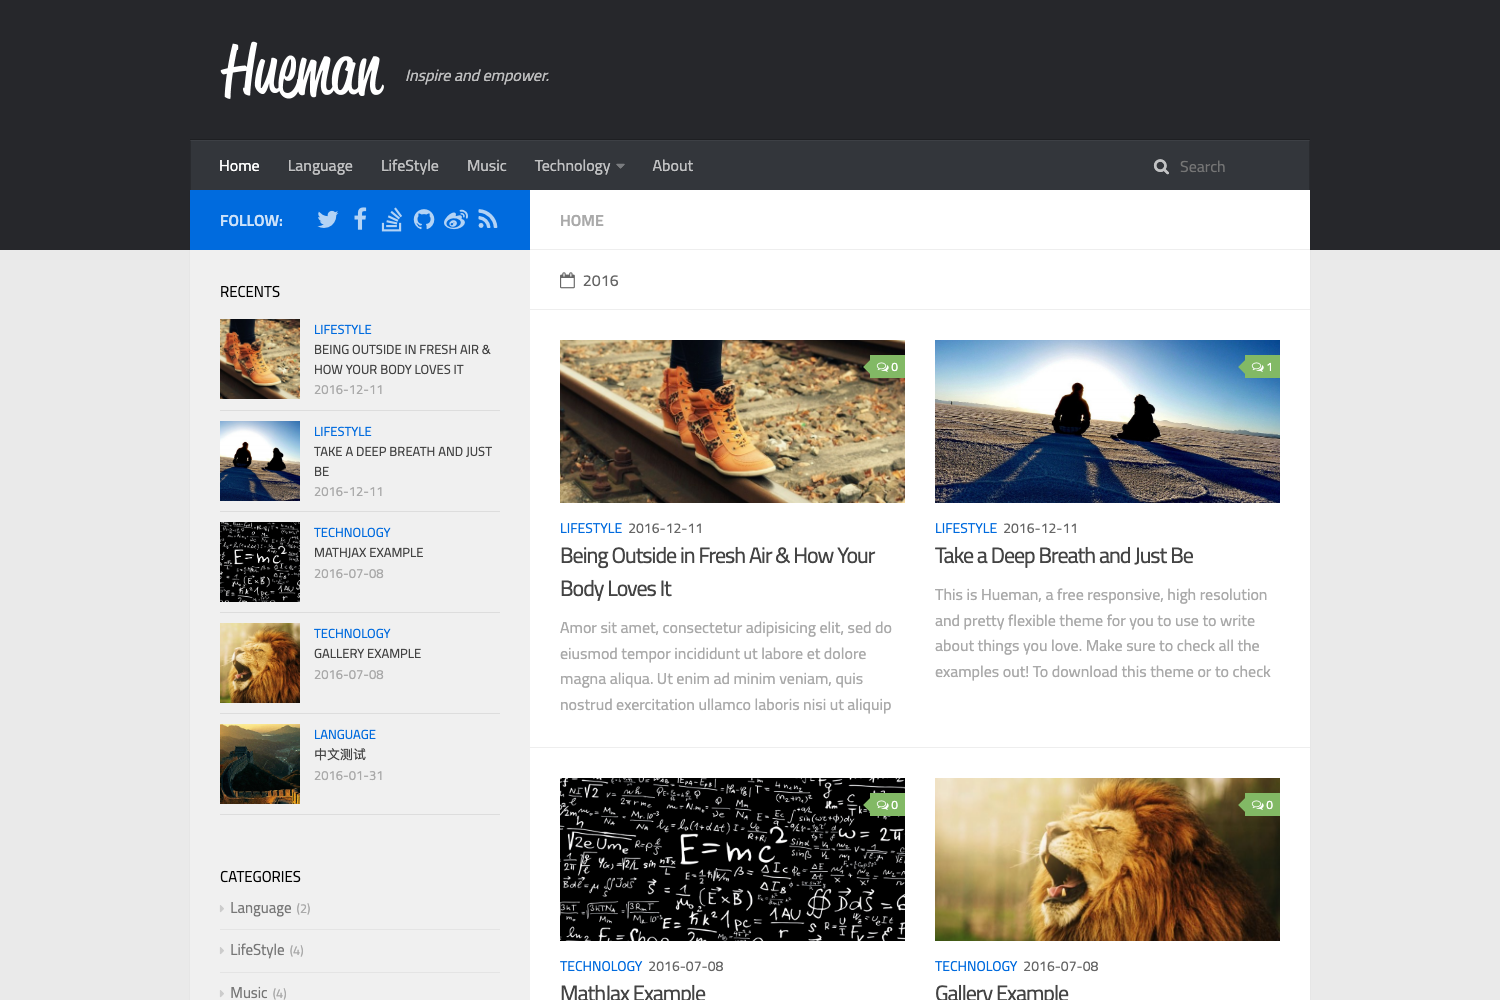 Hueman
Inspire and empower.
Home Language LifeStyle Music Technology About Search
FOLLOW:
HOME
2016
RECENTS
LIFESTYLE
BEING OUTSIDE IN FRESH AIR &
HOW YOUR BODY LOVES IT
2016-12-11
LIFESTYLE
TAKE A DEEP BREATH AND JUST
BE
2016-12-11
TECHNOLOGY
MATHJAX EXAMPLE
2016-07-08
TECHNOLOGY
GALLERY EXAMPLE
2016-07-08
LANGUAGE
中文测试
2016-01-31
CATEGORIES
Language (2)
LifeStyle (4)
Music (4)
0
LIFESTYLE 2016-12-11
Being Outside in Fresh Air & How Your
Body Loves It
Amor sit amet, consectetur adipisicing elit, sed do
eiusmod tempor incididunt ut labore et dolore
magna aliqua. Ut enim ad minim veniam, quis
nostrud exercitation ullamco laboris nisi ut aliquip
1
LIFESTYLE 2016-12-11
Take a Deep Breath and Just Be
This is Hueman, a free responsive, high resolution
and pretty flexible theme for you to use to write
about things you love. Make sure to check all the
examples out! To download this theme or to check
0
E=mc²
TECHNOLOGY 2016-07-08
MathJax Example
0
TECHNOLOGY 2016-07-08
Gallery Example